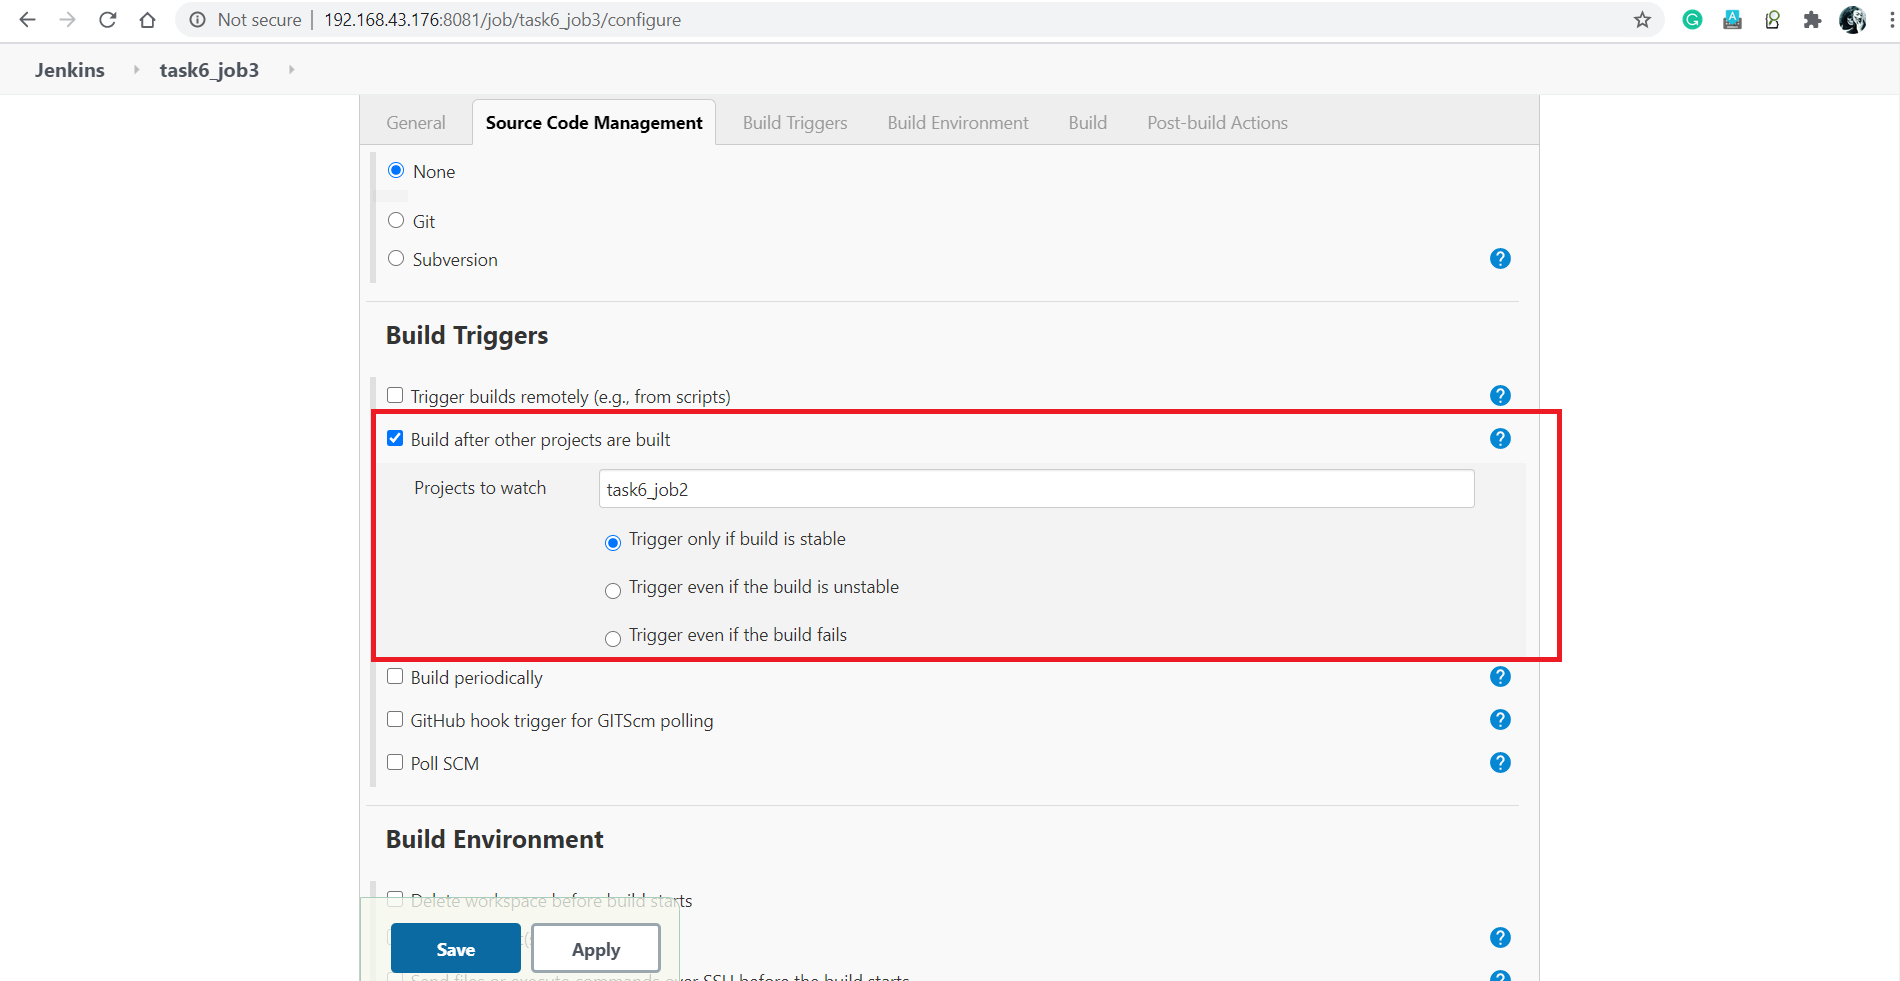 Not secure | 192.168.43.176:8081/job/task6_job3/configure
Jenkins task6_job3
General Source Code Management Build Triggers Build Environment Build Post-build Actions
None
Git
Subversion
Build Triggers
Trigger builds remotely (e.g., from scripts)
Build after other projects are built
Projects to watch task6_job2
Trigger only if build is stable
Trigger even if the build is unstable
Trigger even if the build fails
Build periodically
GitHub hook trigger for GITScm polling
Poll SCM
Build Environment
Delete workspace before build starts
Save Apply
Send files or execute commands over SSH before the build starts